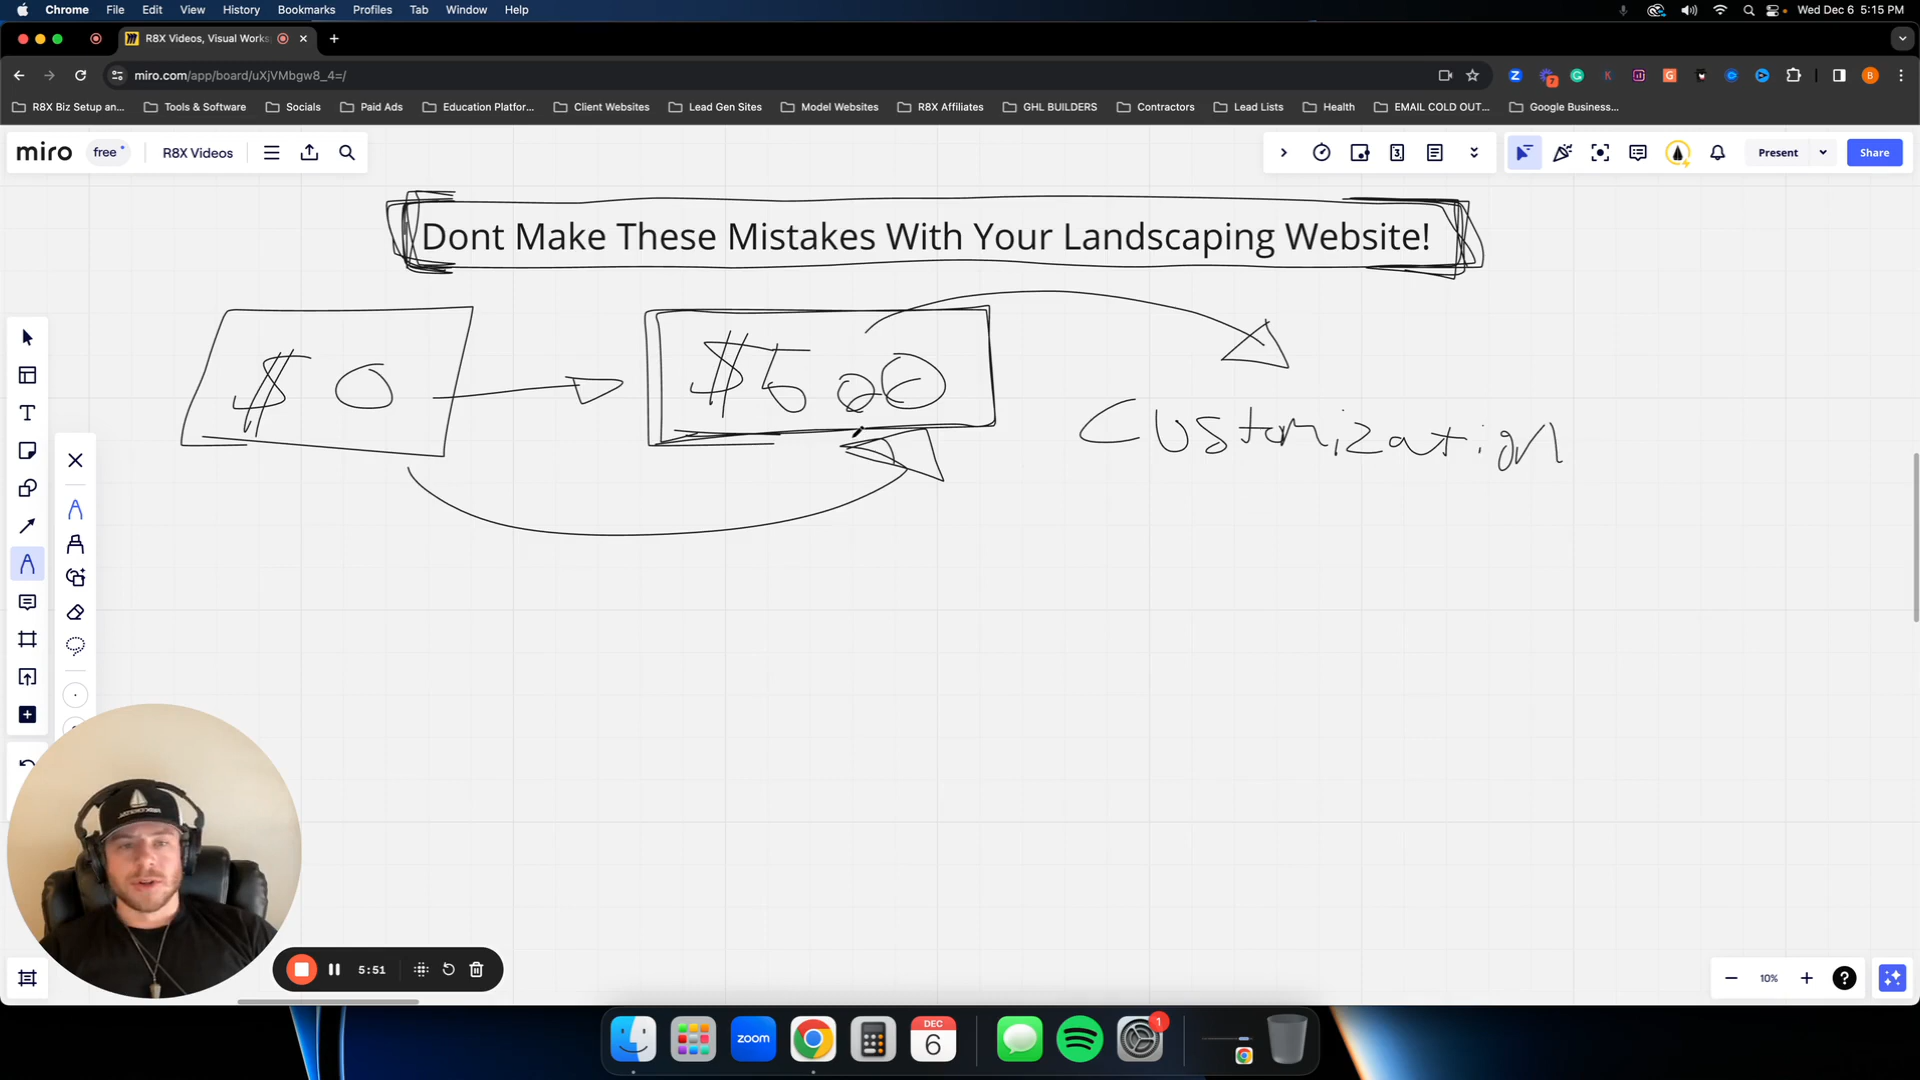 Chrome File Edit View History Bookmarks Profiles Tab Window Help Wed Dec 6 5:15 PM
R8X Videos, Visual Works
miro.com/app/board/uXjVMbgw8_4=/
7 B
R8X Biz Setup an... Tools & Software Socials Paid Ads Education Platfor... Client Websites Lead Gen Sites Model Websites R8X Affiliates GHL BUILDERS Contractors Lead Lists Health EMAIL COLD OUT... Google Business...
miro free R8X Videos 3 Present Share
Dont Make These Mistakes With Your Landscaping Website!
$ 0 $600
Customization
5:51
10%
zoom DEC 6 1